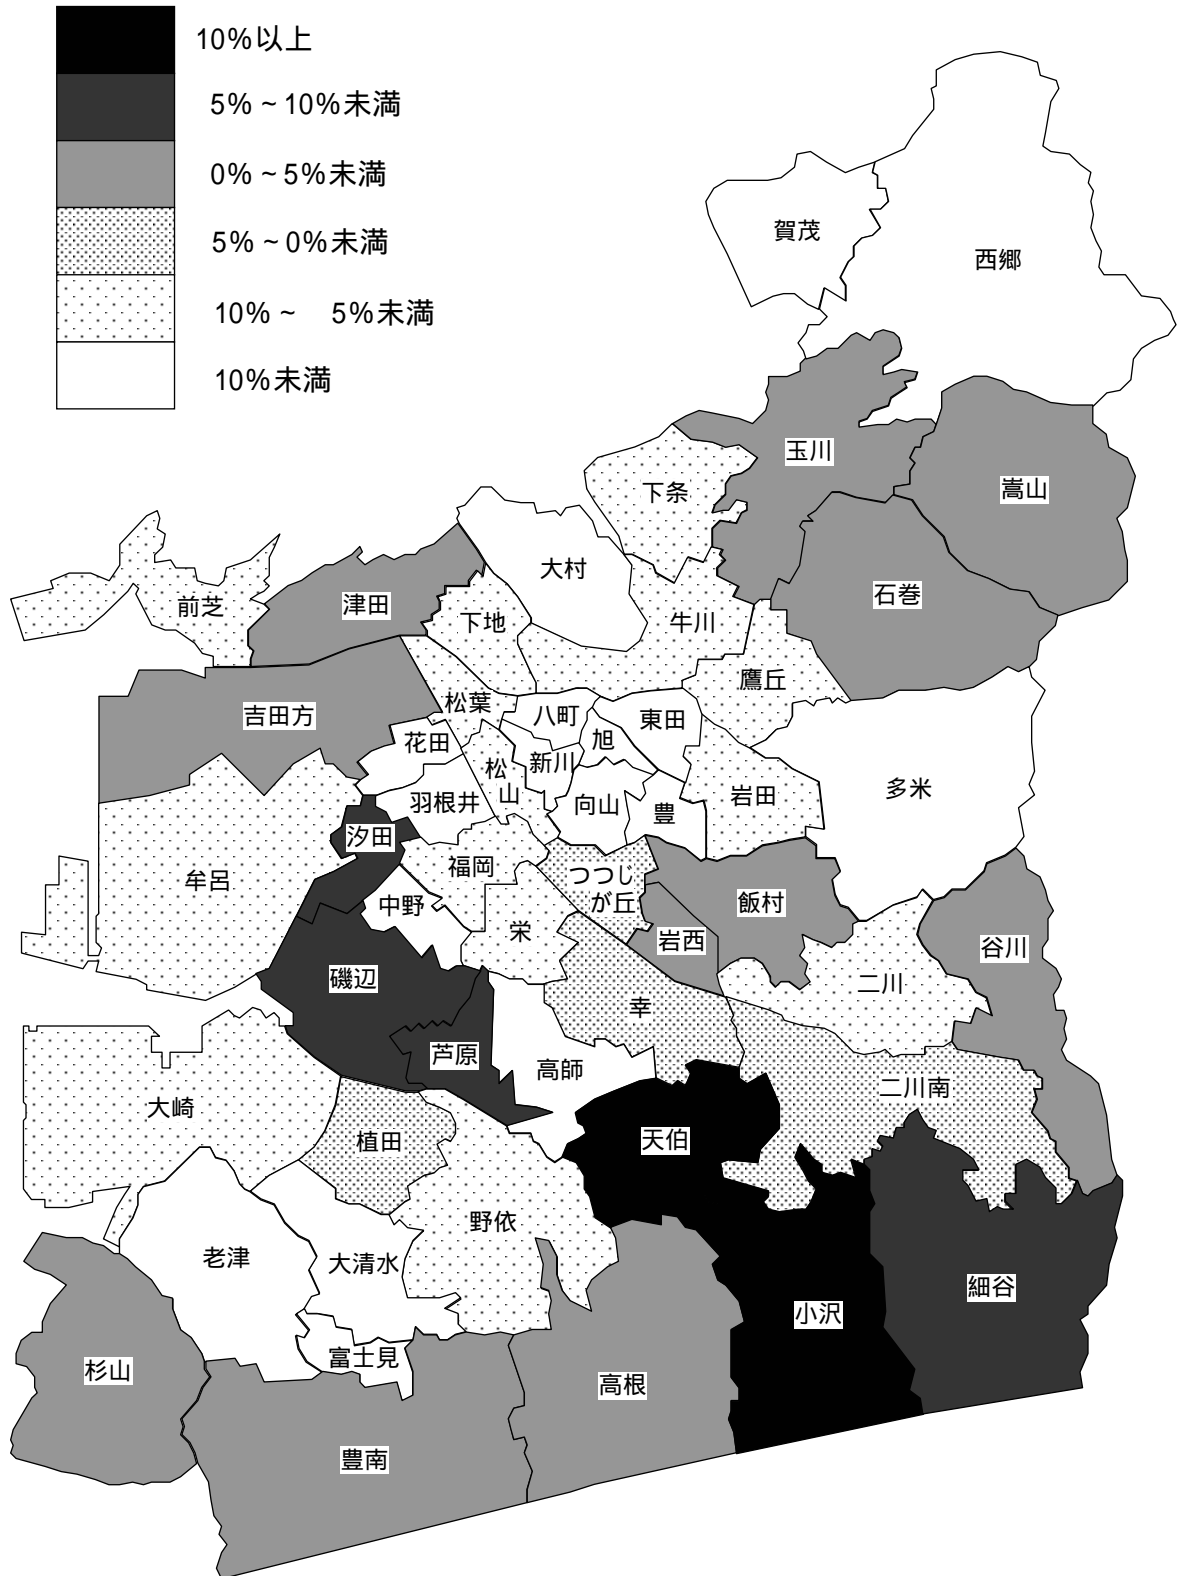 10%以上
5%~10%未満
0%~5%未満
5%~0%未満
10%~ 5%未満
10%未満
賀茂
西郷
玉川
嵩山
下条
大村
石巻
前芝
津田
下地
牛川
鷹丘
吉田方
松葉
八町
東田
花田
旭
新川
松山
羽根井
向山
豊
岩田
多米
汐田
福岡
牟呂
つつじ
が丘
飯村
中野
栄
岩西
谷川
磯辺
二川
幸
芦原
高師
大崎
二川南
植田
天伯
野依
老津
大清水
細谷
小沢
富士見
杉山
高根
豊南